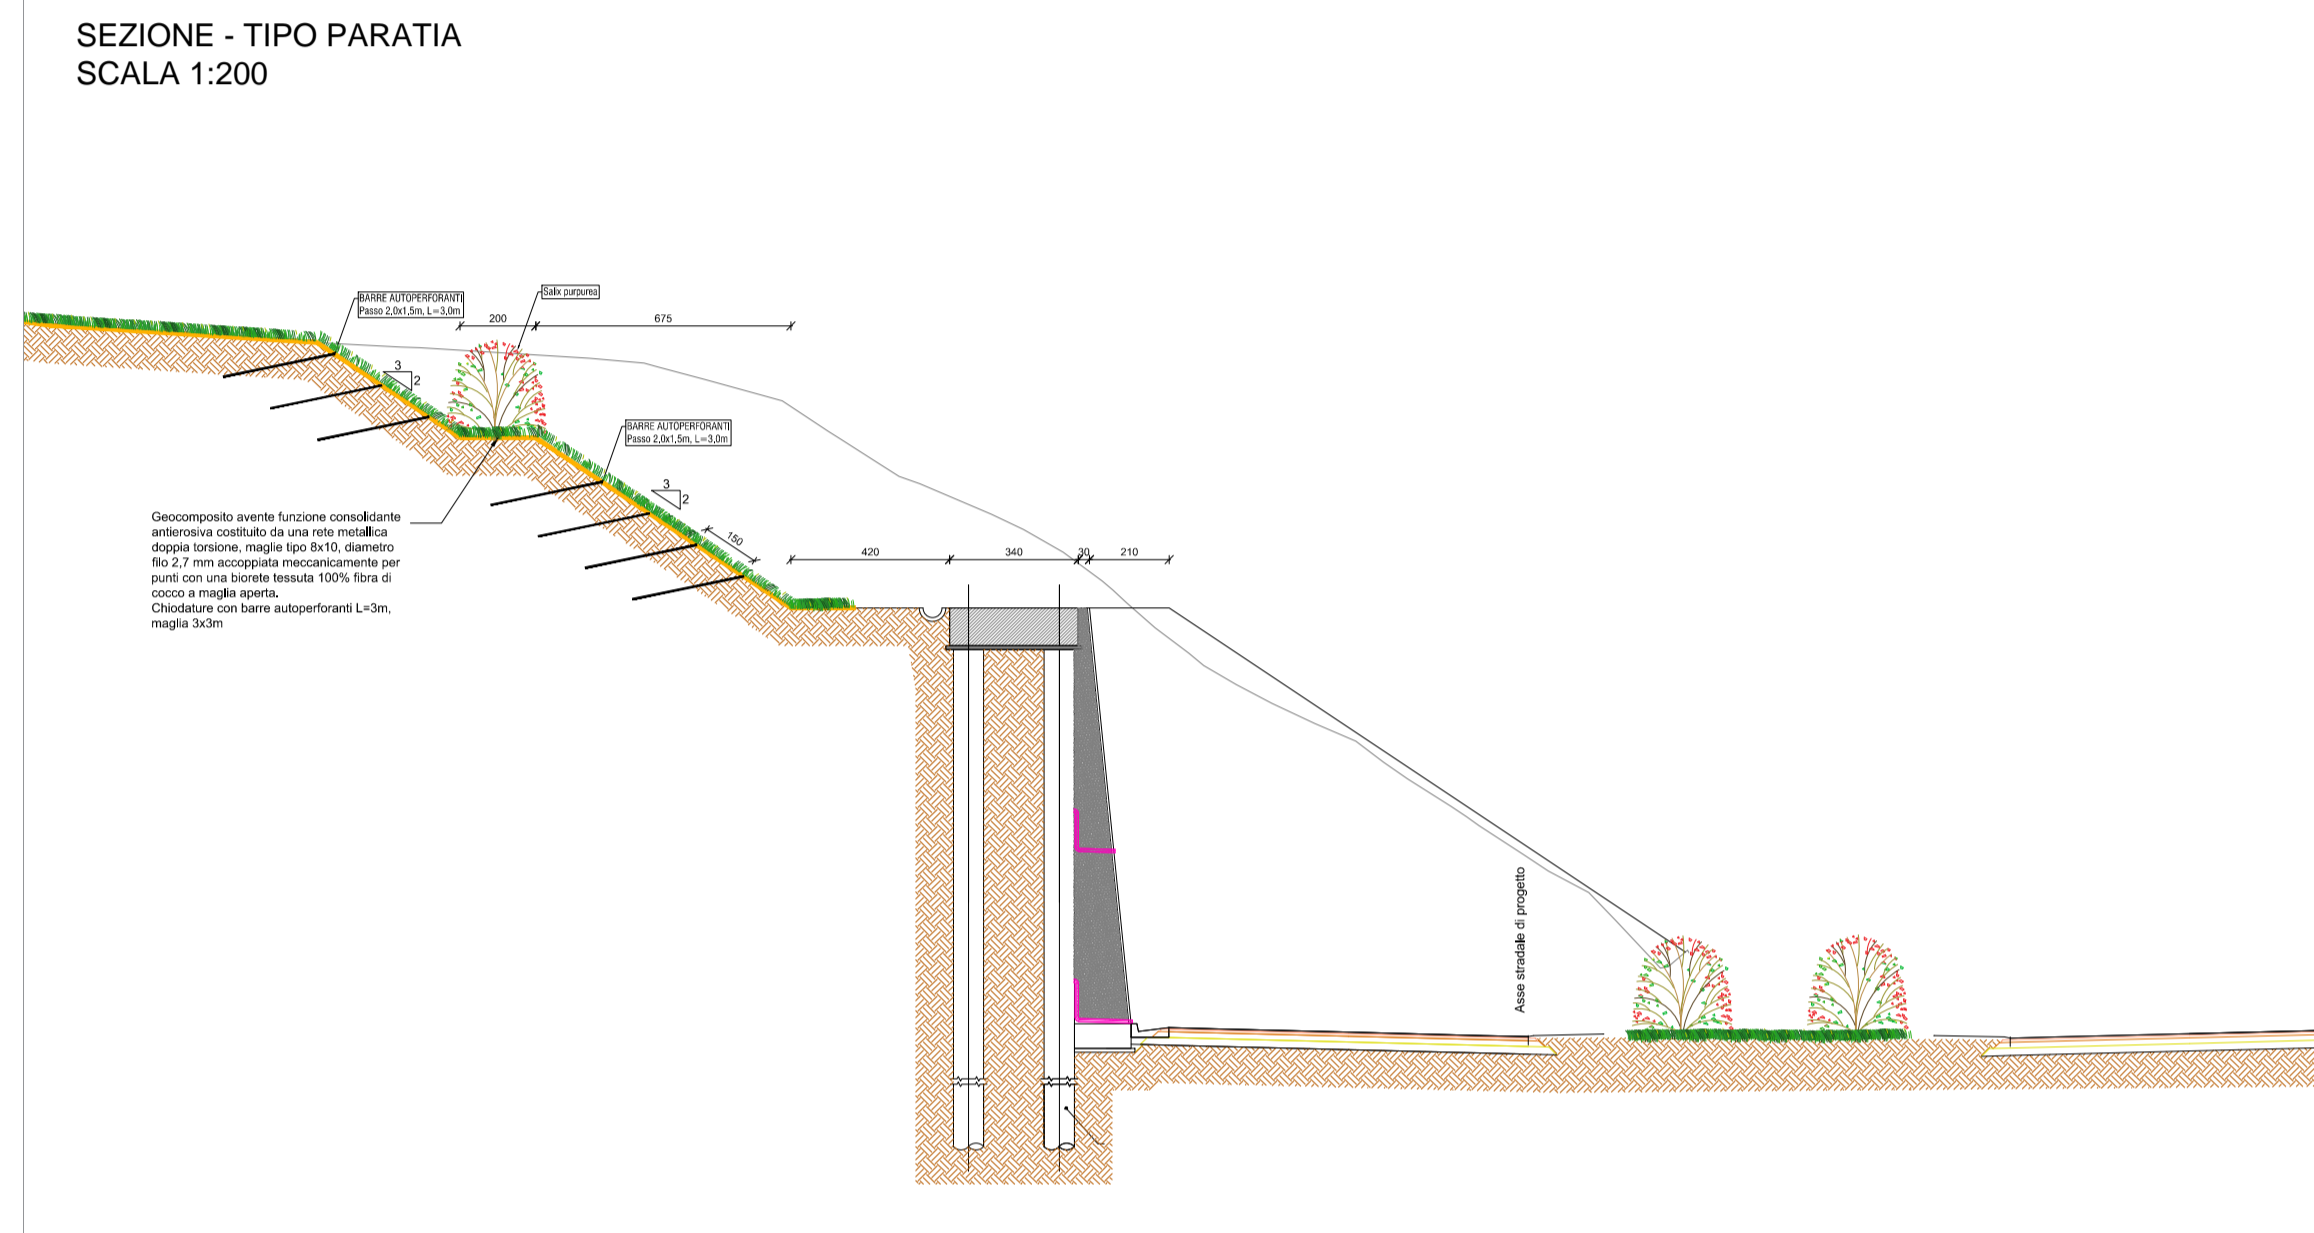 SEZIONE - TIPO PARATIA
SCALA 1:200
BARRE AUTOPERFORANTI
Passo 2,0x1,5m, L=3,0m
Salix purpurea
200
675
3
2
BARRE AUTOPERFORANTI
Passo 2,0x1,5m, L=3,0m
3
2
150
Geocomposito avente funzione consolidante
antierosiva costituito da una rete metallica
doppia torsione, maglie tipo 8x10, diametro
filo 2,7 mm accoppiata meccanicamente per
punti con una biorete tessuta 100% fibra di
cocco a maglia aperta.
Chiodature con barre autoperforanti L=3m,
maglia 3x3m
420
340
30
210
Asse stradale di progetto